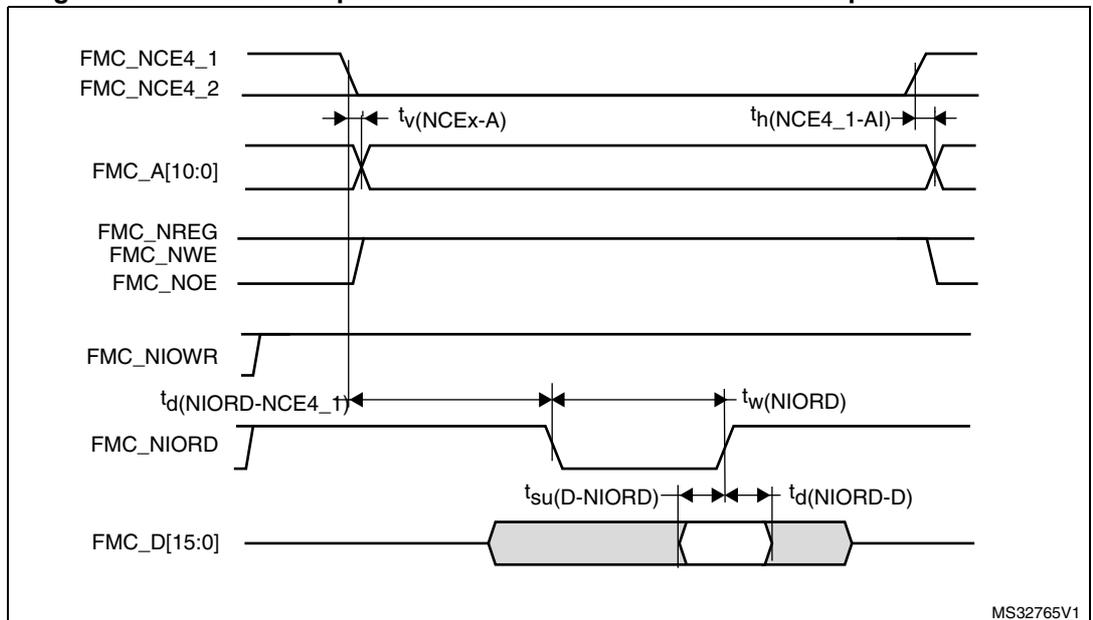 FMC_NCE4_1
FMC_NCE4_2
tv(NCEx-A)
th(NCE4_1-AI)
FMC_A[10:0]
FMC_NREG
FMC_NWE
FMC_NOE
FMC_NIOWR
td(NIORD-NCE4_1)
tw(NIORD)
FMC_NIORD
tsu(D-NIORD)
td(NIORD-D)
FMC_D[15:0]
MS32765V1